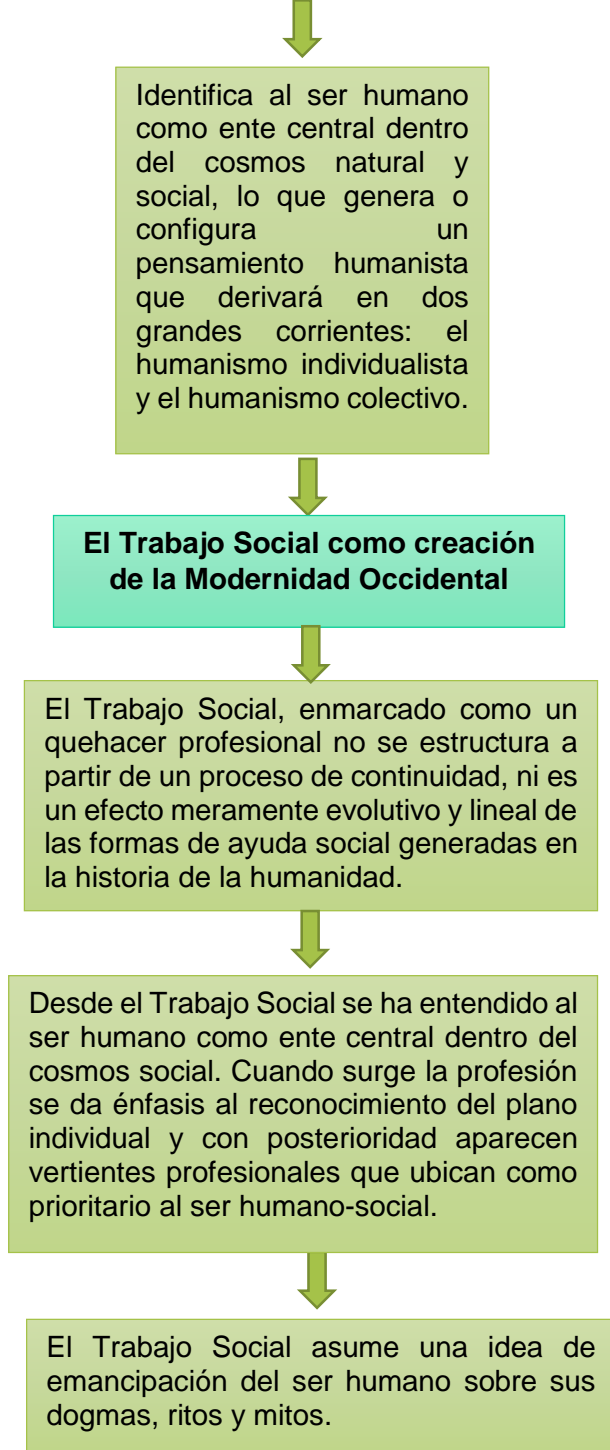 Identifica al ser humano
como ente central dentro
del cosmos natural y
social, lo que genera o
configura un
pensamiento humanista
que derivará en dos
grandes corrientes: el
humanismo individualista
y el humanismo colectivo.
El Trabajo Social como creación
de la Modernidad Occidental
El Trabajo Social, enmarcado como un
quehacer profesional no se estructura a
partir de un proceso de continuidad, ni es
un efecto meramente evolutivo y lineal de
las formas de ayuda social generadas en
la historia de la humanidad.
Desde el Trabajo Social se ha entendido al
ser humano como ente central dentro del
cosmos social. Cuando surge la profesión
se da énfasis al reconocimiento del plano
individual y con posterioridad aparecen
vertientes profesionales que ubican como
prioritario al ser humano-social.
El Trabajo Social asume una idea de
emancipación del ser humano sobre sus
dogmas, ritos y mitos.